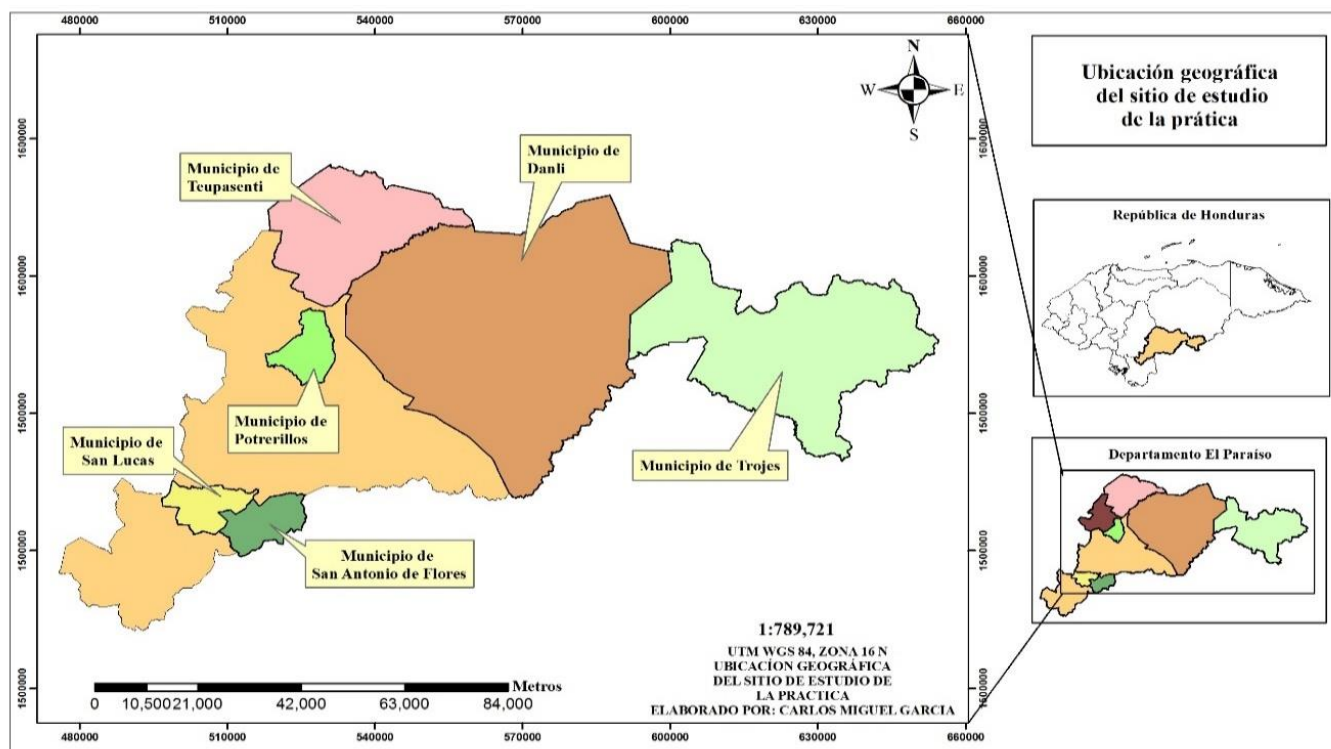 480000 510000 540000 570000 600000 630000 660000
Ubicación geográfica
del sitio de estudio
de la prática
N
W E
S
1600000
1600000
1500000
1500000
1500000
1600000
1600000
1500000
1500000
1500000
Municipio de
Teupasenti
Municipio de
Danli
Municipio de
Potrerillos
Municipio de
San Lucas
Municipio de Trojes
Municipio de
San Antonio de Flores
República de Honduras
Departamento El Paraíso
1:789,721
UTM WGS 84, ZONA 16 N
UBICACÍON GEOGRÁFICA
DEL SITIO DE ESTUDIO DE
LA PRACTICA
ELABORADO POR: CARLOS MIGUEL GARCIA
Metros
0 10,500 21,000 42,000 63,000 84,000
480000 510000 540000 570000 600000 630000 660000